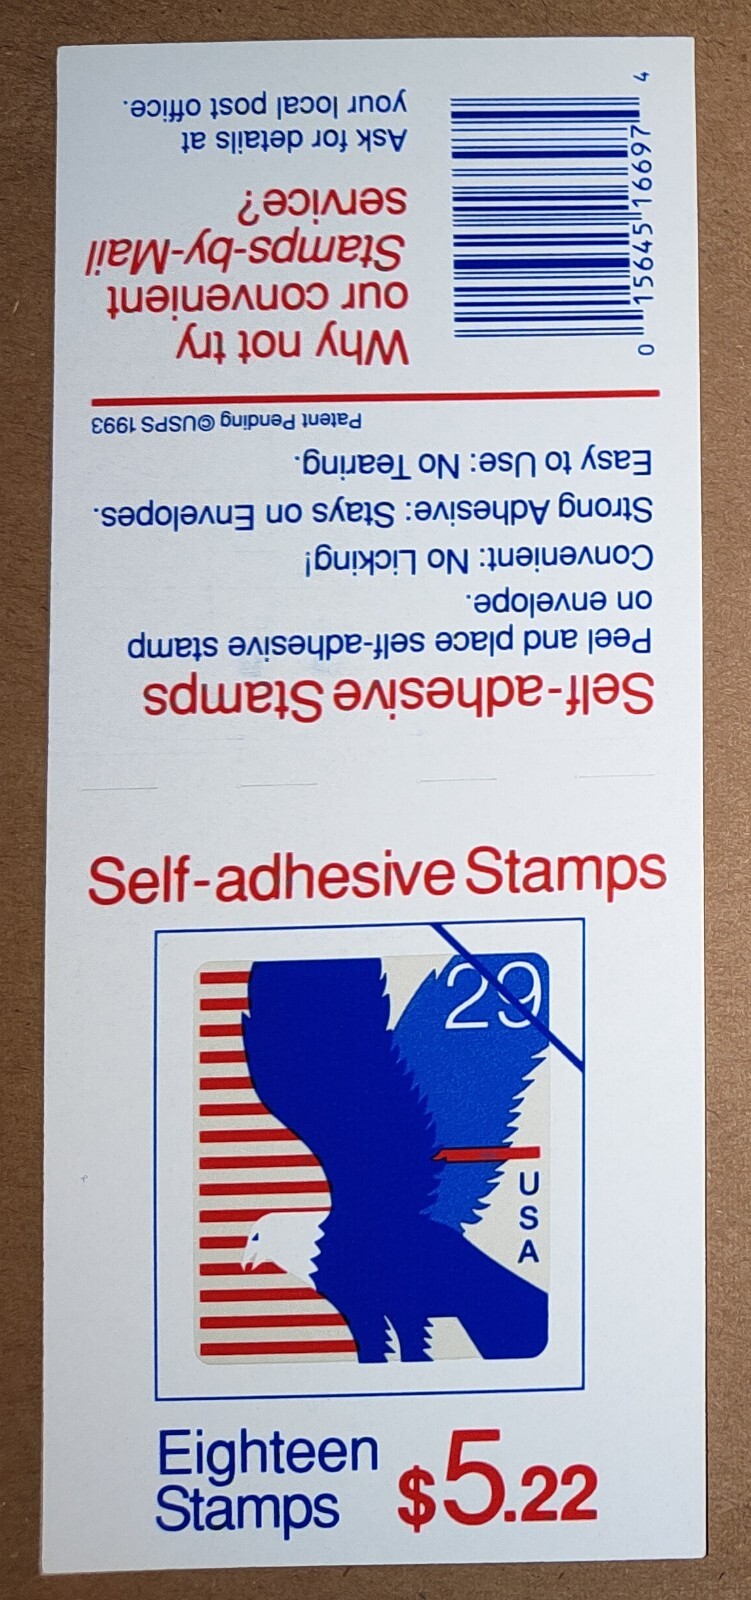 Self-adhesive Stamps
29
USA
Eighteen
Stamps
$5.22
Self-adhesive Stamps
Peel and place self-adhesive stamp
on envelope.
Convenient: No Licking!
Strong Adhesive: Stays on Envelopes.
Easy to Use: No Tearing.
Patent Pending ©USPS 1993
Why not try
our convenient
Stamps-by-Mail
service?
Ask for details at
your local post office.
0 15645 16697 4